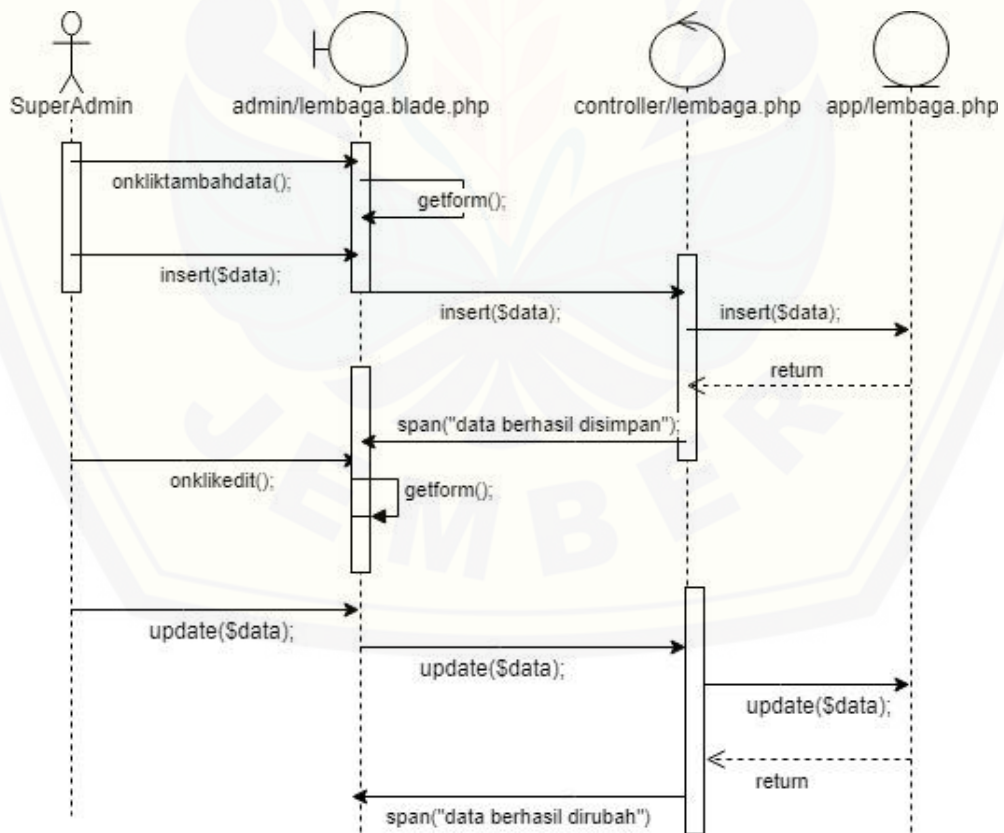 SuperAdmin
admin/lembaga.blade.php
controller/lembaga.php
app/lembaga.php
onkliktambahdata();
getform();
insert($data);
insert($data);
insert($data);
return
span("data berhasil disimpan");
onklikedit();
getform();
update($data);
update($data);
update($data);
return
span("data berhasil dirubah")
JEMBER